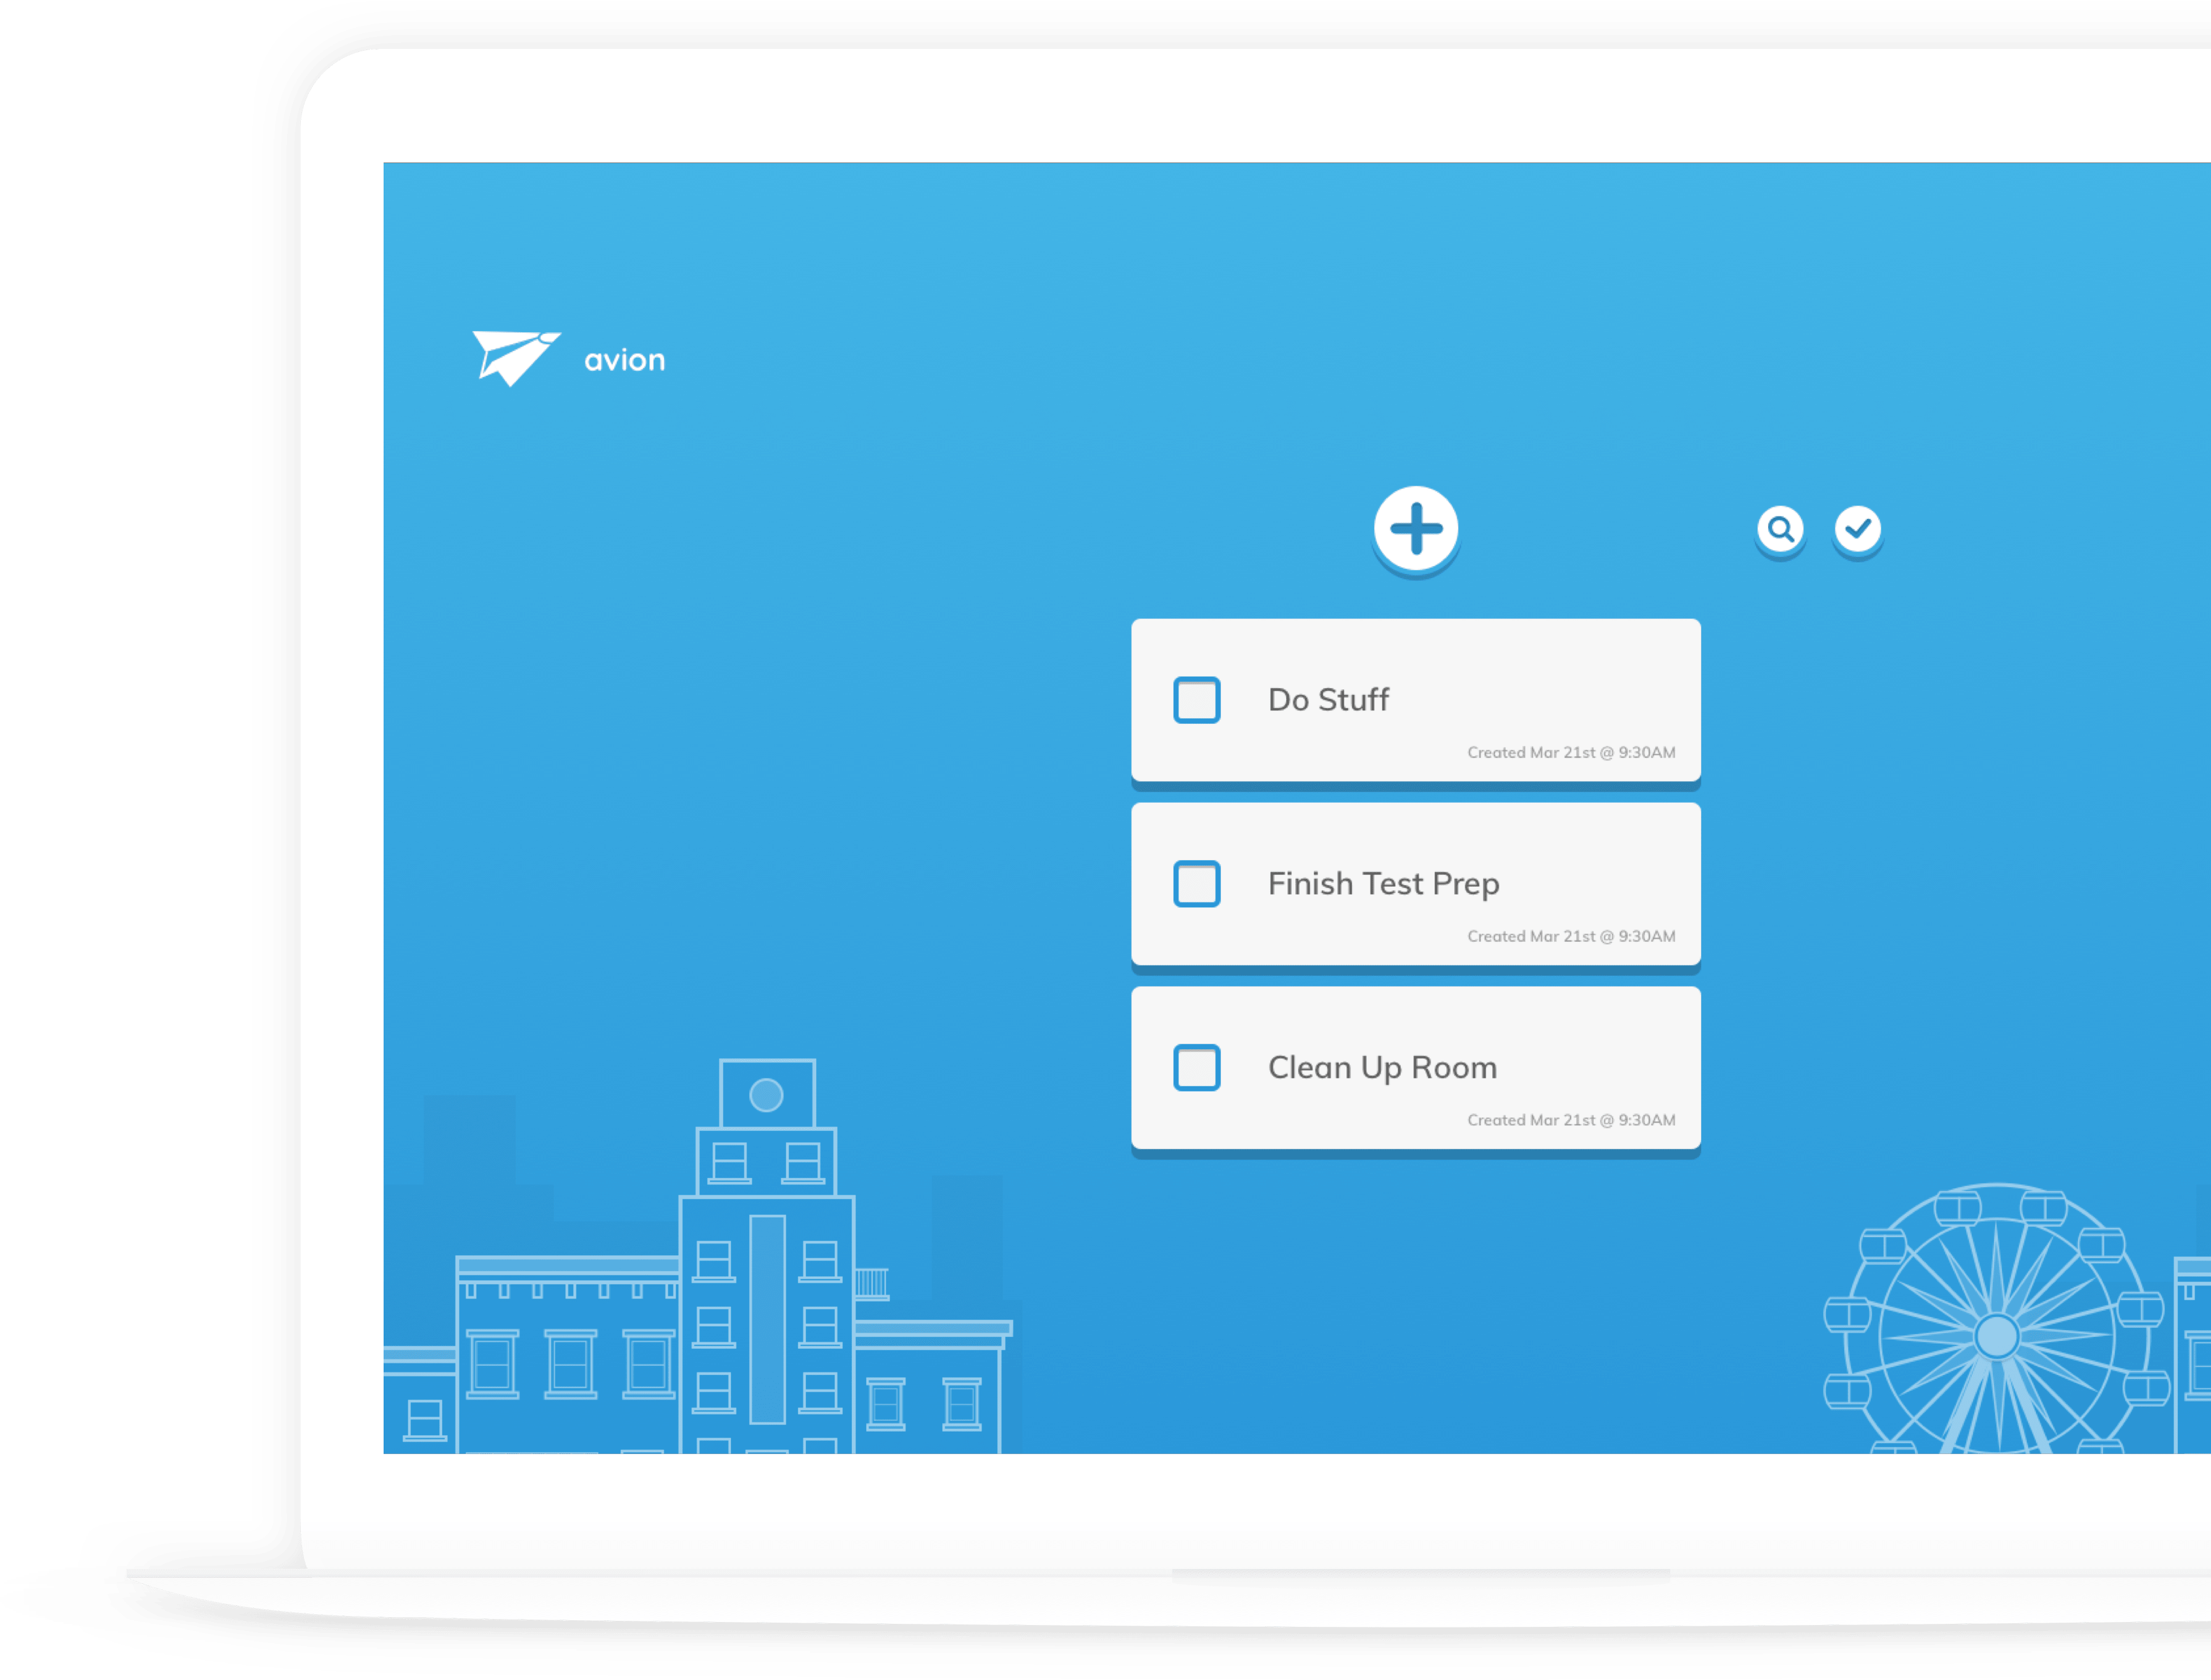 avion
Do Stuff
Created Mar 21st @ 9:30AM
Finish Test Prep
Created Mar 21st @ 9:30AM
Clean Up Room
Created Mar 21st @ 9:30AM